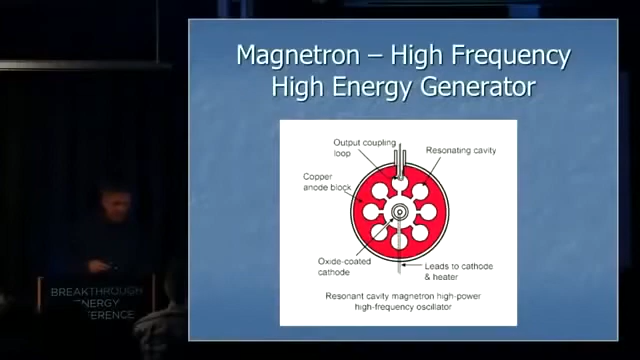 Magnetron – High Frequency
High Energy Generator
Output coupling
loop
Resonating cavity
Copper
anode block
Oxide-coated
cathode
Leads to cathode
& heater
Resonant cavity magnetron high-power
high-frequency oscillator
BREAKTHROUGH
ENERGY